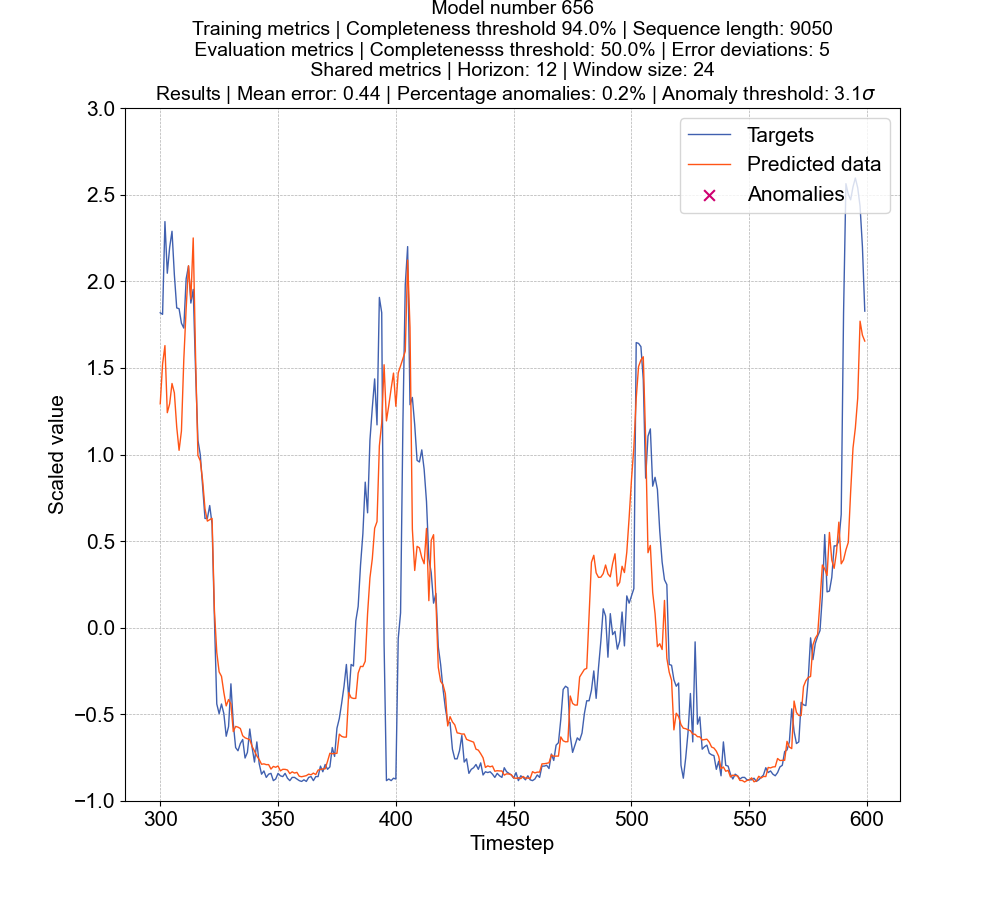 Model number 656
Training metrics | Completeness threshold 94.0% | Sequence length: 9050
Evaluation metrics | Completenesss threshold: 50.0% | Error deviations: 5
Shared metrics | Horizon: 12 | Window size: 24
Results | Mean error: 0.44 | Percentage anomalies: 0.2% | Anomaly threshold: 3.1σ
3.0
2.5
2.0
1.5
1.0
0.5
0.0
−0.5
−1.0
Scaled value
Targets
Predicted data
Anomalies
300 350 400 450 500 550 600
Timestep